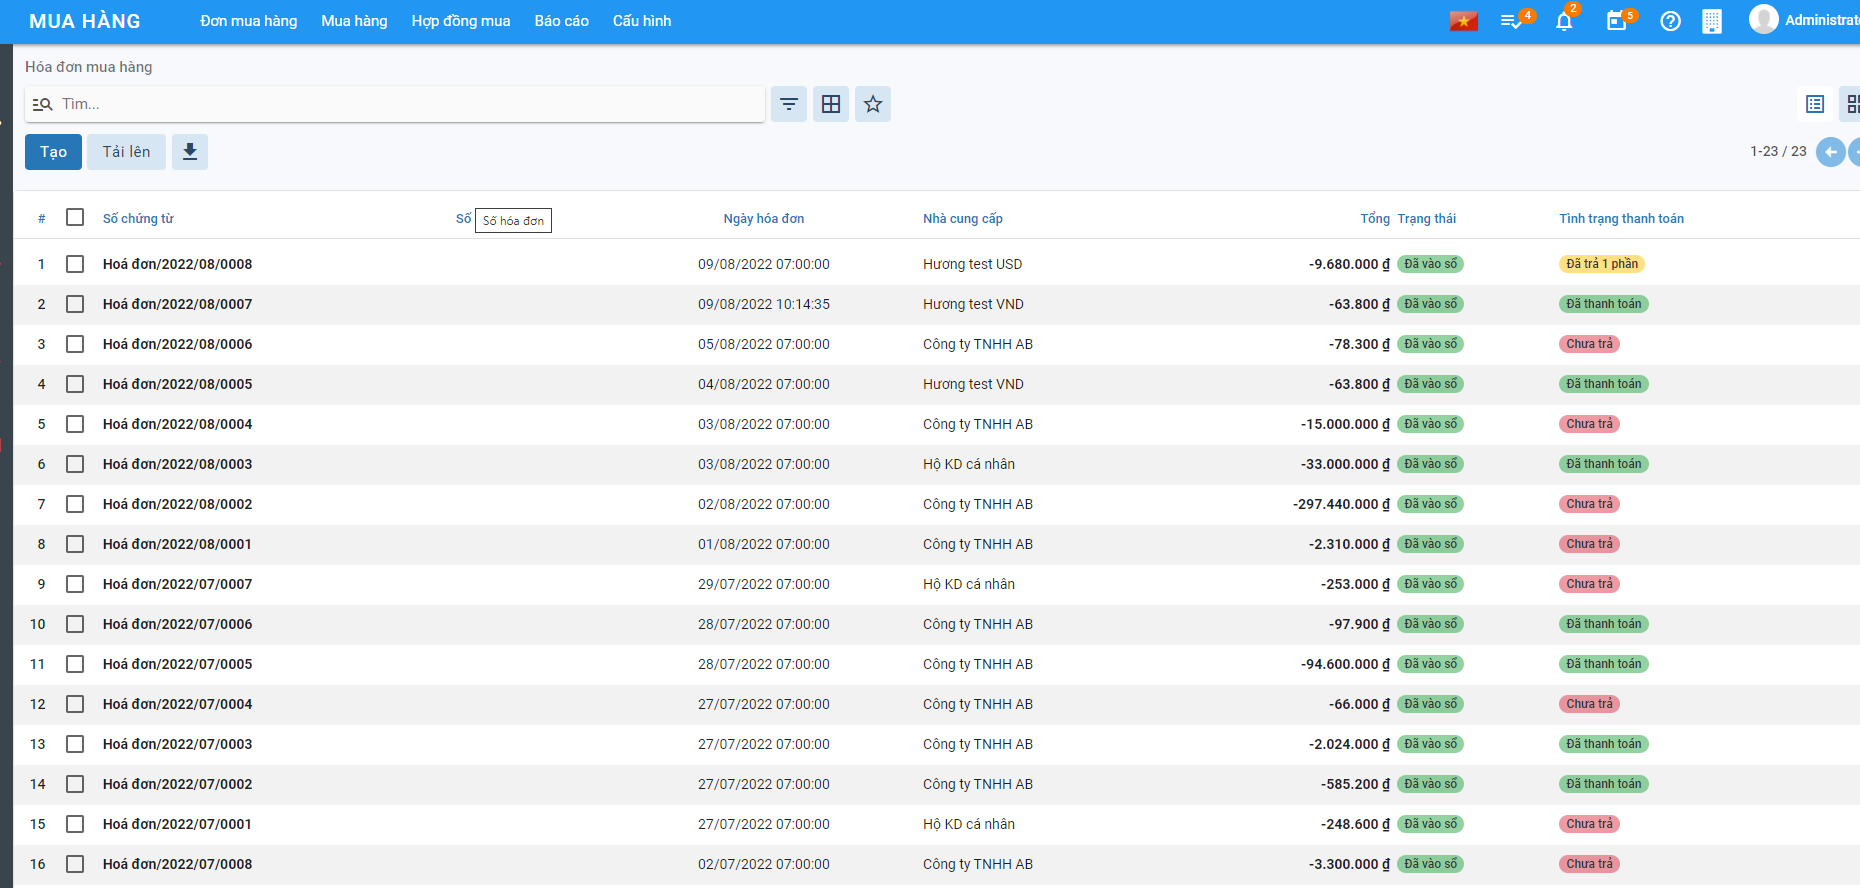 MUA HÀNG Đơn mua hàng Mua hàng Hợp đồng mua Báo cáo Cấu hình 4 2 5 Administrat
Hóa đơn mua hàng
Tìm...
Tạo Tải lên 1-23 / 23
# Số chứng từ Số Số hóa đơn Ngày hóa đơn Nhà cung cấp Tổng Trạng thái Tình trạng thanh toán
1 Hoá đơn/2022/08/0008 09/08/2022 07:00:00 Hương test USD -9.680.000 ₫ Đã vào sổ Đã trả 1 phần
2 Hoá đơn/2022/08/0007 09/08/2022 10:14:35 Hương test VND -63.800 ₫ Đã vào sổ Đã thanh toán
3 Hoá đơn/2022/08/0006 05/08/2022 07:00:00 Công ty TNHH AB -78.300 ₫ Đã vào sổ Chưa trả
4 Hoá đơn/2022/08/0005 04/08/2022 07:00:00 Hương test VND -63.800 ₫ Đã vào sổ Đã thanh toán
5 Hoá đơn/2022/08/0004 03/08/2022 07:00:00 Công ty TNHH AB -15.000.000 ₫ Đã vào sổ Chưa trả
6 Hoá đơn/2022/08/0003 03/08/2022 07:00:00 Hộ KD cá nhân -33.000.000 ₫ Đã vào sổ Đã thanh toán
7 Hoá đơn/2022/08/0002 02/08/2022 07:00:00 Công ty TNHH AB -297.440.000 ₫ Đã vào sổ Chưa trả
8 Hoá đơn/2022/08/0001 01/08/2022 07:00:00 Công ty TNHH AB -2.310.000 ₫ Đã vào sổ Chưa trả
9 Hoá đơn/2022/07/0007 29/07/2022 07:00:00 Hộ KD cá nhân -253.000 ₫ Đã vào sổ Chưa trả
10 Hoá đơn/2022/07/0006 28/07/2022 07:00:00 Công ty TNHH AB -97.900 ₫ Đã vào sổ Đã thanh toán
11 Hoá đơn/2022/07/0005 28/07/2022 07:00:00 Công ty TNHH AB -94.600.000 ₫ Đã vào sổ Đã thanh toán
12 Hoá đơn/2022/07/0004 27/07/2022 07:00:00 Công ty TNHH AB -66.000 ₫ Đã vào sổ Chưa trả
13 Hoá đơn/2022/07/0003 27/07/2022 07:00:00 Công ty TNHH AB -2.024.000 ₫ Đã vào sổ Đã thanh toán
14 Hoá đơn/2022/07/0002 27/07/2022 07:00:00 Công ty TNHH AB -585.200 ₫ Đã vào sổ Đã thanh toán
15 Hoá đơn/2022/07/0001 27/07/2022 07:00:00 Hộ KD cá nhân -248.600 ₫ Đã vào sổ Chưa trả
16 Hoá đơn/2022/07/0008 02/07/2022 07:00:00 Công ty TNHH AB -3.300.000 ₫ Đã vào sổ Chưa trả